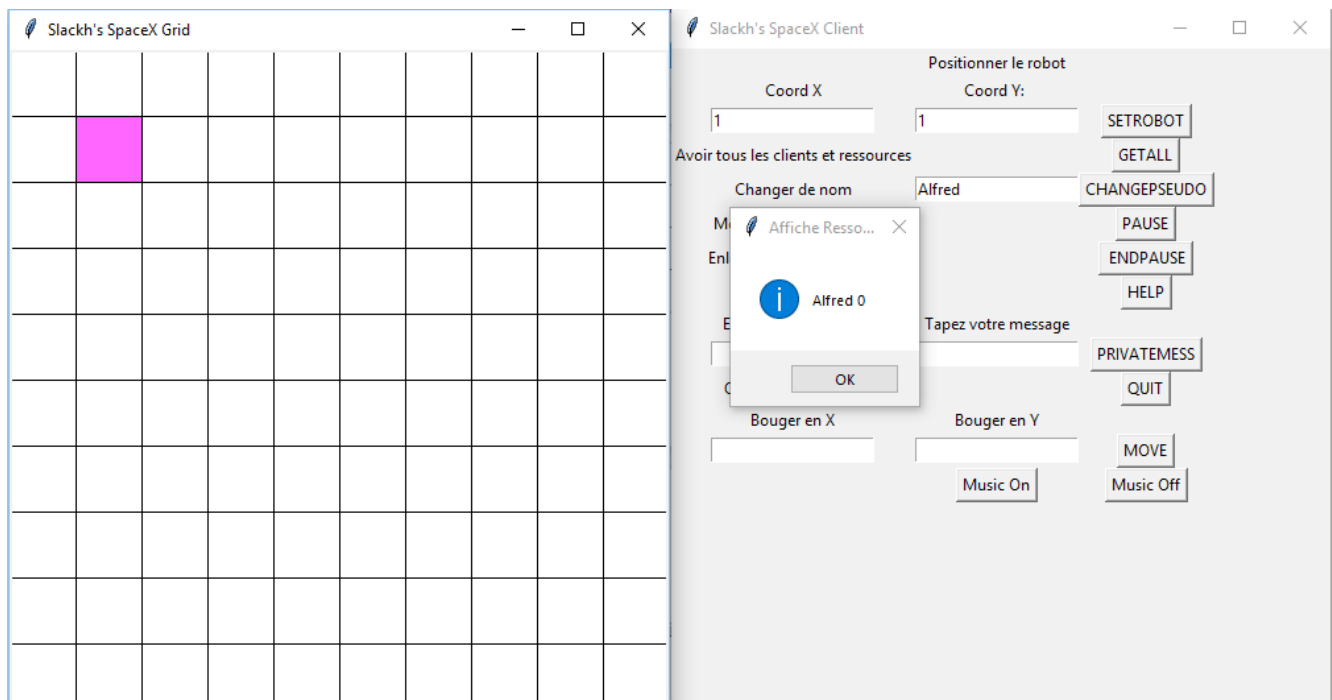 Slackh's SpaceX Grid
Slackh's SpaceX Client
Positionner le robot
Coord X
Coord Y:
1
1
SETROBOT
Avoir tous les clients et ressources
GETALL
Changer de nom
Alfred
CHANGEPSEUDO
PAUSE
ENDPAUSE
HELP
Affiche Resso...
Alfred 0
OK
Tapez votre message
PRIVATEMESS
QUIT
Bouger en X
Bouger en Y
MOVE
Music On
Music Off